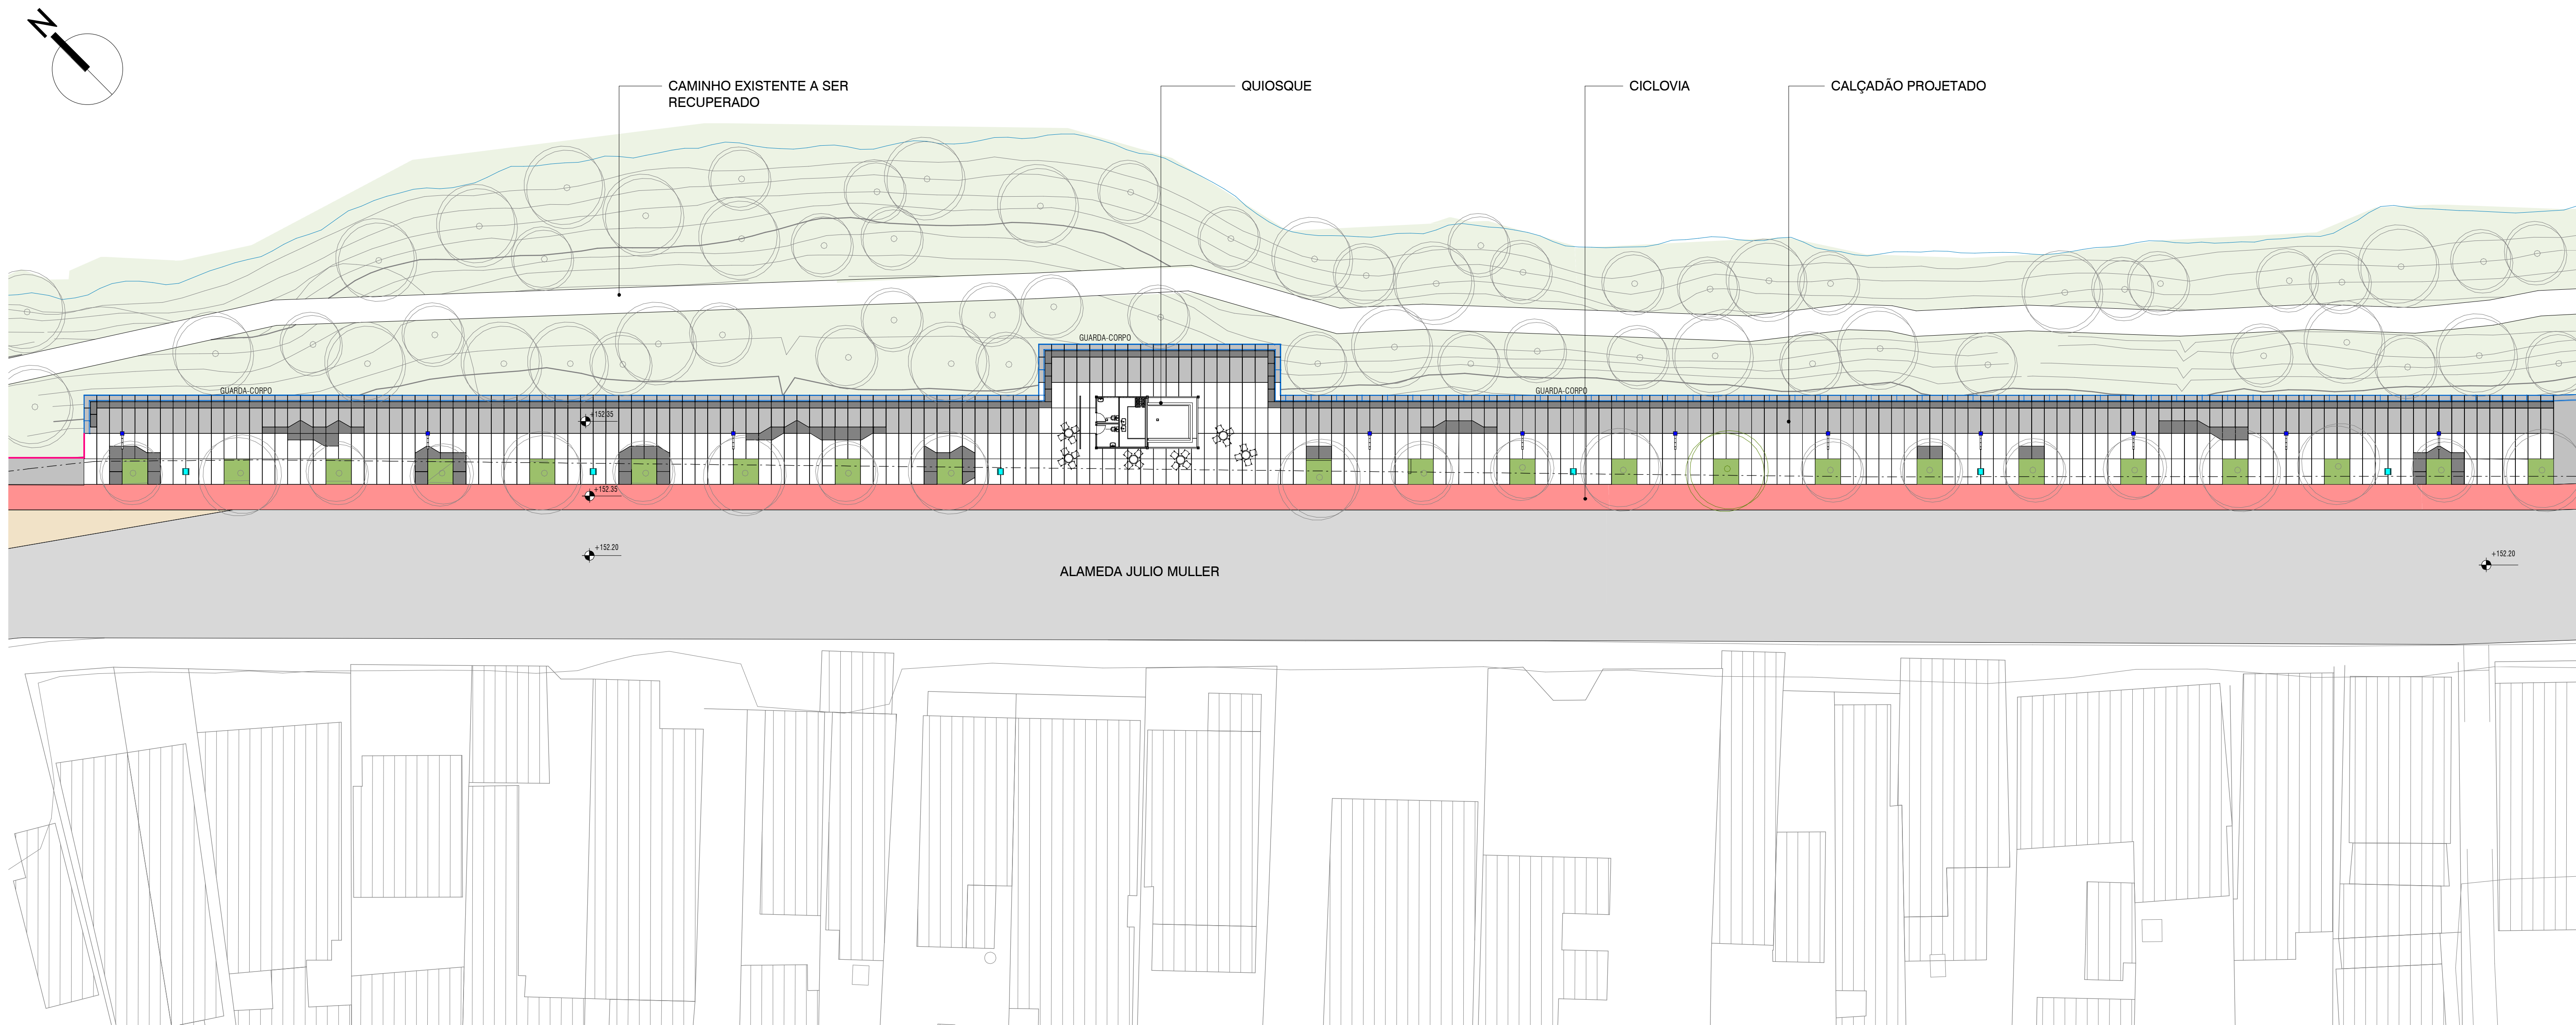 N
CAMINHO EXISTENTE A SER
RECUPERADO
QUIOSQUE
CICLOVIA
CALÇADÃO PROJETADO
GUARDA-CORPO
GUARDA-CORPO
GUARDA-CORPO
+152.35
+152.35
+152.20
+152.20
ALAMEDA JULIO MULLER